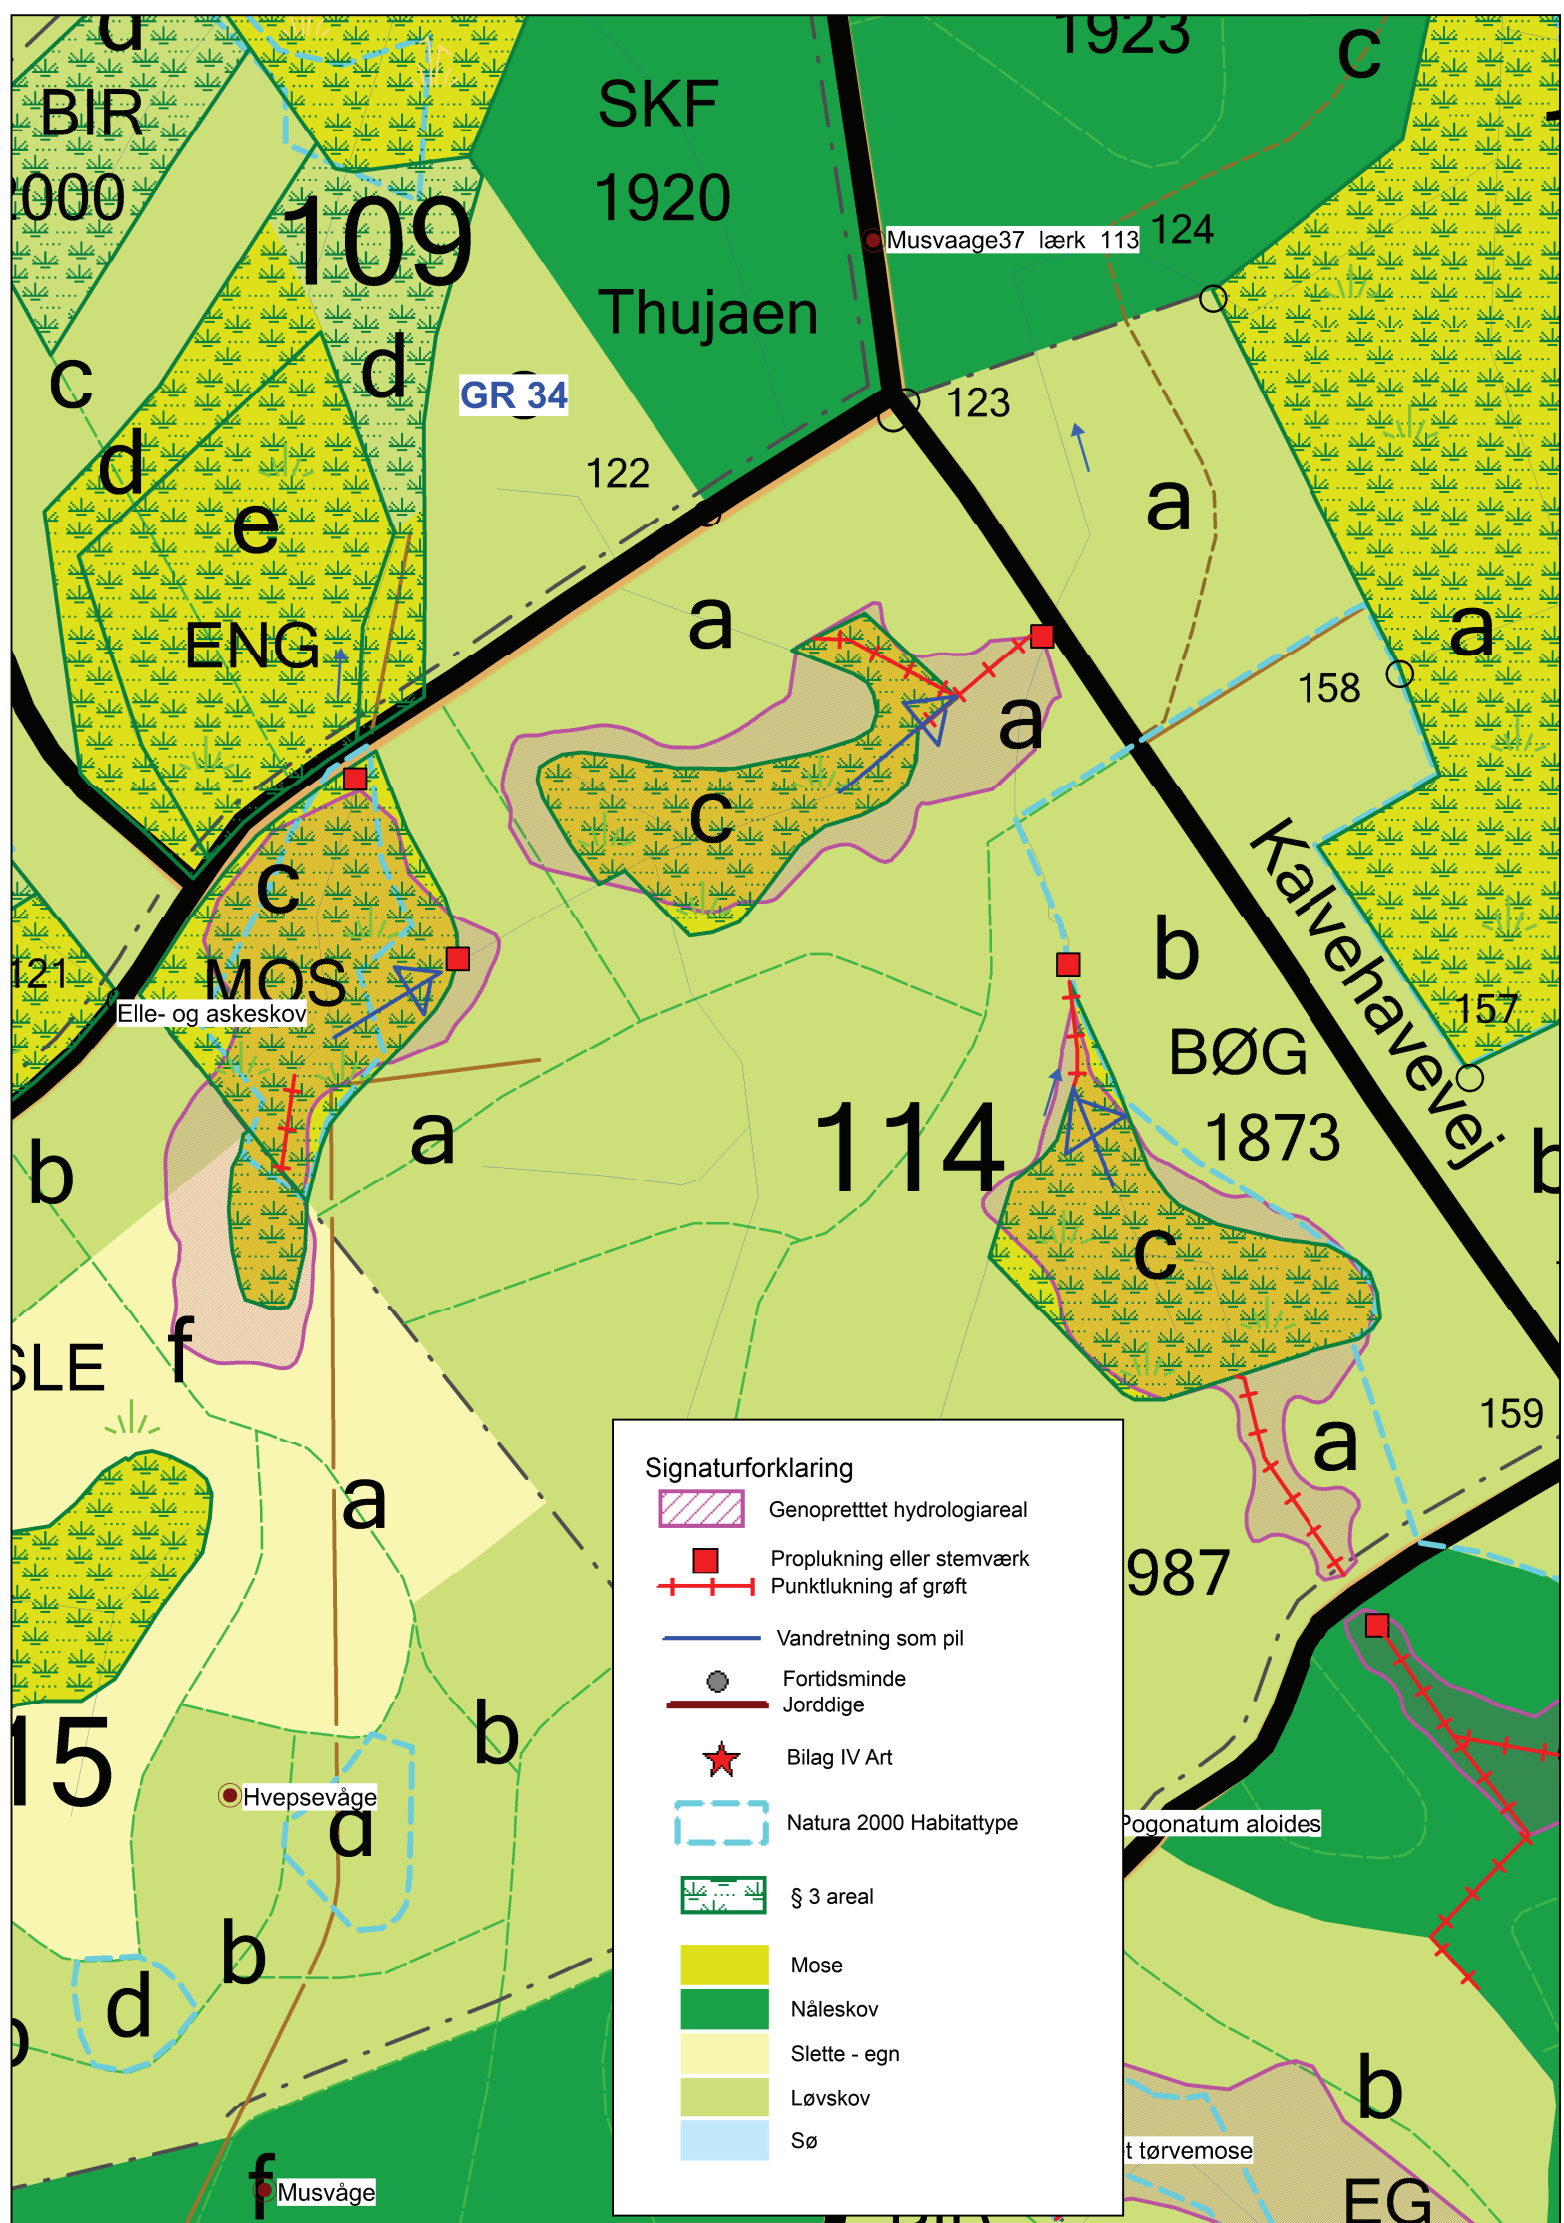 d
1923
c
BIR
SKF
2000
1920
109
124
Musvaage37 lærk 113
Thujaen
c
d
GR 34
123
122
d
a
e
a
a
ENG
158
a
c
c
b
121
MOS
157
Elle- og askeskov
Kalvehavevej
BØG
114
1873
a
b
b
c
f
SLE
159
a
a
987
b
15
Hvepsevåge
d
Pogonatum aloides
b
d
b
b
et tørvemose
f
Musvåge
EG
BIR
Signaturforklaring
Genopretttet hydrologiareal
Proplukning eller stemværk
Punktlukning af grøft
Vandretning som pil
Fortidsminde
Jorddige
Bilag IV Art
Natura 2000 Habitattype
§ 3 areal
Mose
Nåleskov
Slette - egn
Løvskov
Sø